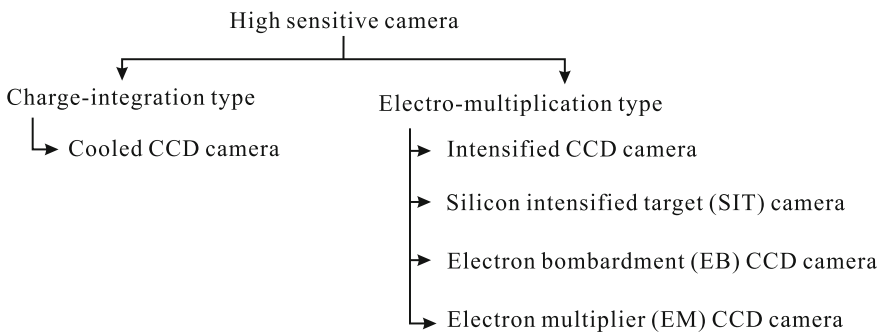 High sensitive camera
Charge-integration type
Cooled CCD camera
Electro-multiplication type
Intensified CCD camera
Silicon intensified target (SIT) camera
Electron bombardment (EB) CCD camera
Electron multiplier (EM) CCD camera